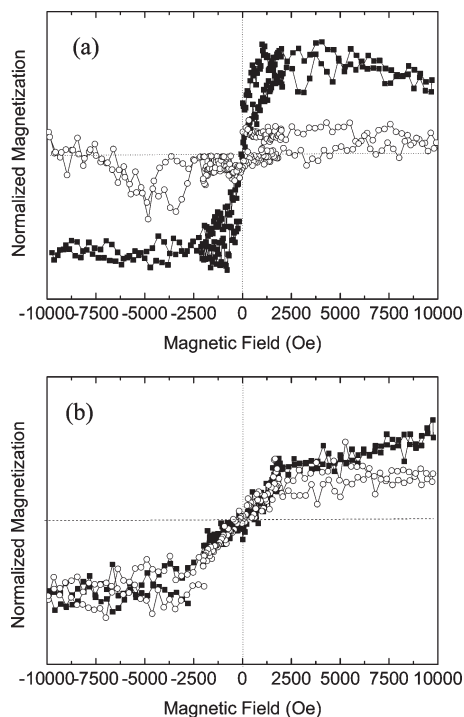 (a)
Normalized Magnetization
-10000 -7500 -5000 -2500 0 2500 5000 7500 10000
Magnetic Field (Oe)
(b)
Normalized Magnetization
-10000 -7500 -5000 -2500 0 2500 5000 7500 10000
Magnetic Field (Oe)